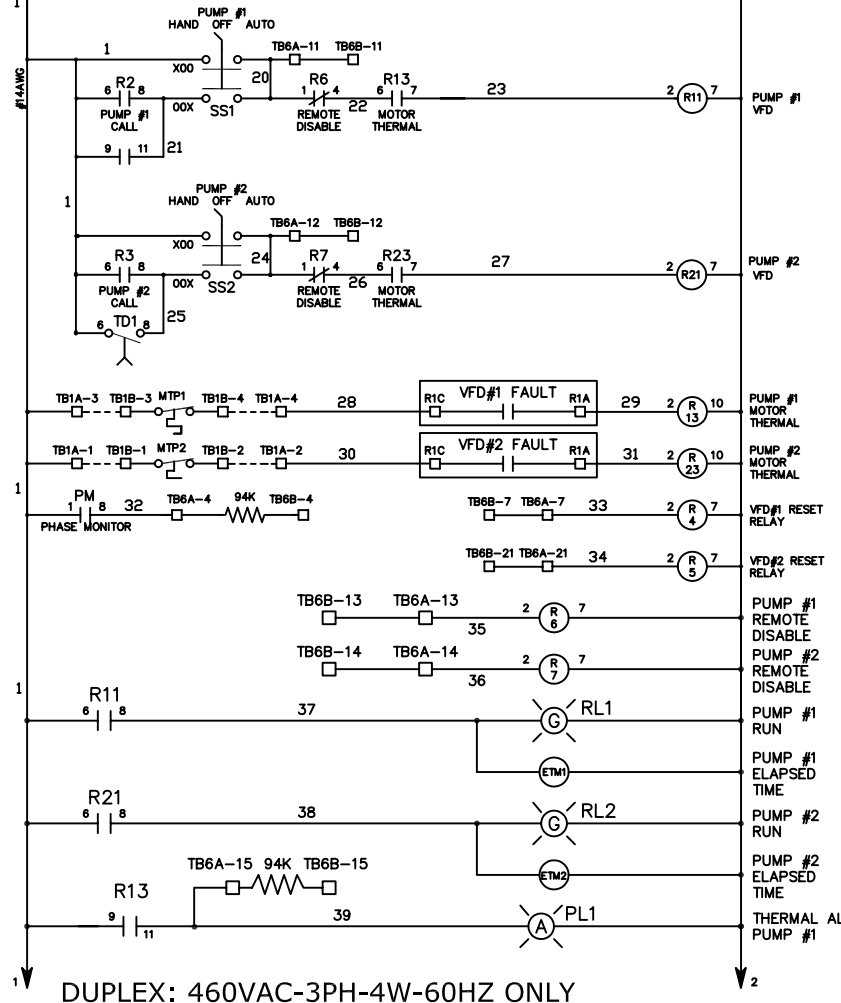 1
PUMP #1
HAND OFF AUTO
TB6A-11 TB6B-11
1
X00
20
#14AWG
6 R2 8
PUMP #1
CALL
00X
SS1
1 R6 4
REMOTE
DISABLE
22
6 R13 7
MOTOR
THERMAL
23
2 R11 7
PUMP #1
VFD
9 11
21
1
PUMP #2
HAND OFF AUTO
TB6A-12 TB6B-12
X00
24
6 R3 8
PUMP #2
CALL
00X
SS2
1 R7 4
REMOTE
DISABLE
26
6 R23 7
MOTOR
THERMAL
27
2 R21 7
PUMP #2
VFD
25
6 TD1 8
TB1A-3 TB1B-3 MTP1 TB1B-4 TB1A-4
28
R1C VFD#1 FAULT R1A
29
2 R 13 10
PUMP #1
MOTOR
THERMAL
TB1A-1 TB1B-1 MTP2 TB1B-2 TB1A-2
30
R1C VFD#2 FAULT R1A
31
2 R 23 10
PUMP #2
MOTOR
THERMAL
1
1 PM 8
PHASE MONITOR
32
TB6A-4 94K TB6B-4
TB6B-7 TB6A-7
33
2 R 4 7
VFD#1 RESET
RELAY
TB6B-21 TB6A-21
34
2 R 5 7
VFD#2 RESET
RELAY
TB6B-13 TB6A-13
35
2 R 6 7
PUMP #1
REMOTE
DISABLE
TB6B-14 TB6A-14
36
2 R 7 7
PUMP #2
REMOTE
DISABLE
1
6 R11 8
37
G RL1
PUMP #1
RUN
ETM1
PUMP #1
ELAPSED
TIME
6 R21 8
38
G RL2
PUMP #2
RUN
ETM2
PUMP #2
ELAPSED
TIME
TB6A-15 94K TB6B-15
9 R13 11
39
A PL1
THERMAL AL
PUMP #1
1
2
DUPLEX: 460VAC-3PH-4W-60HZ ONLY